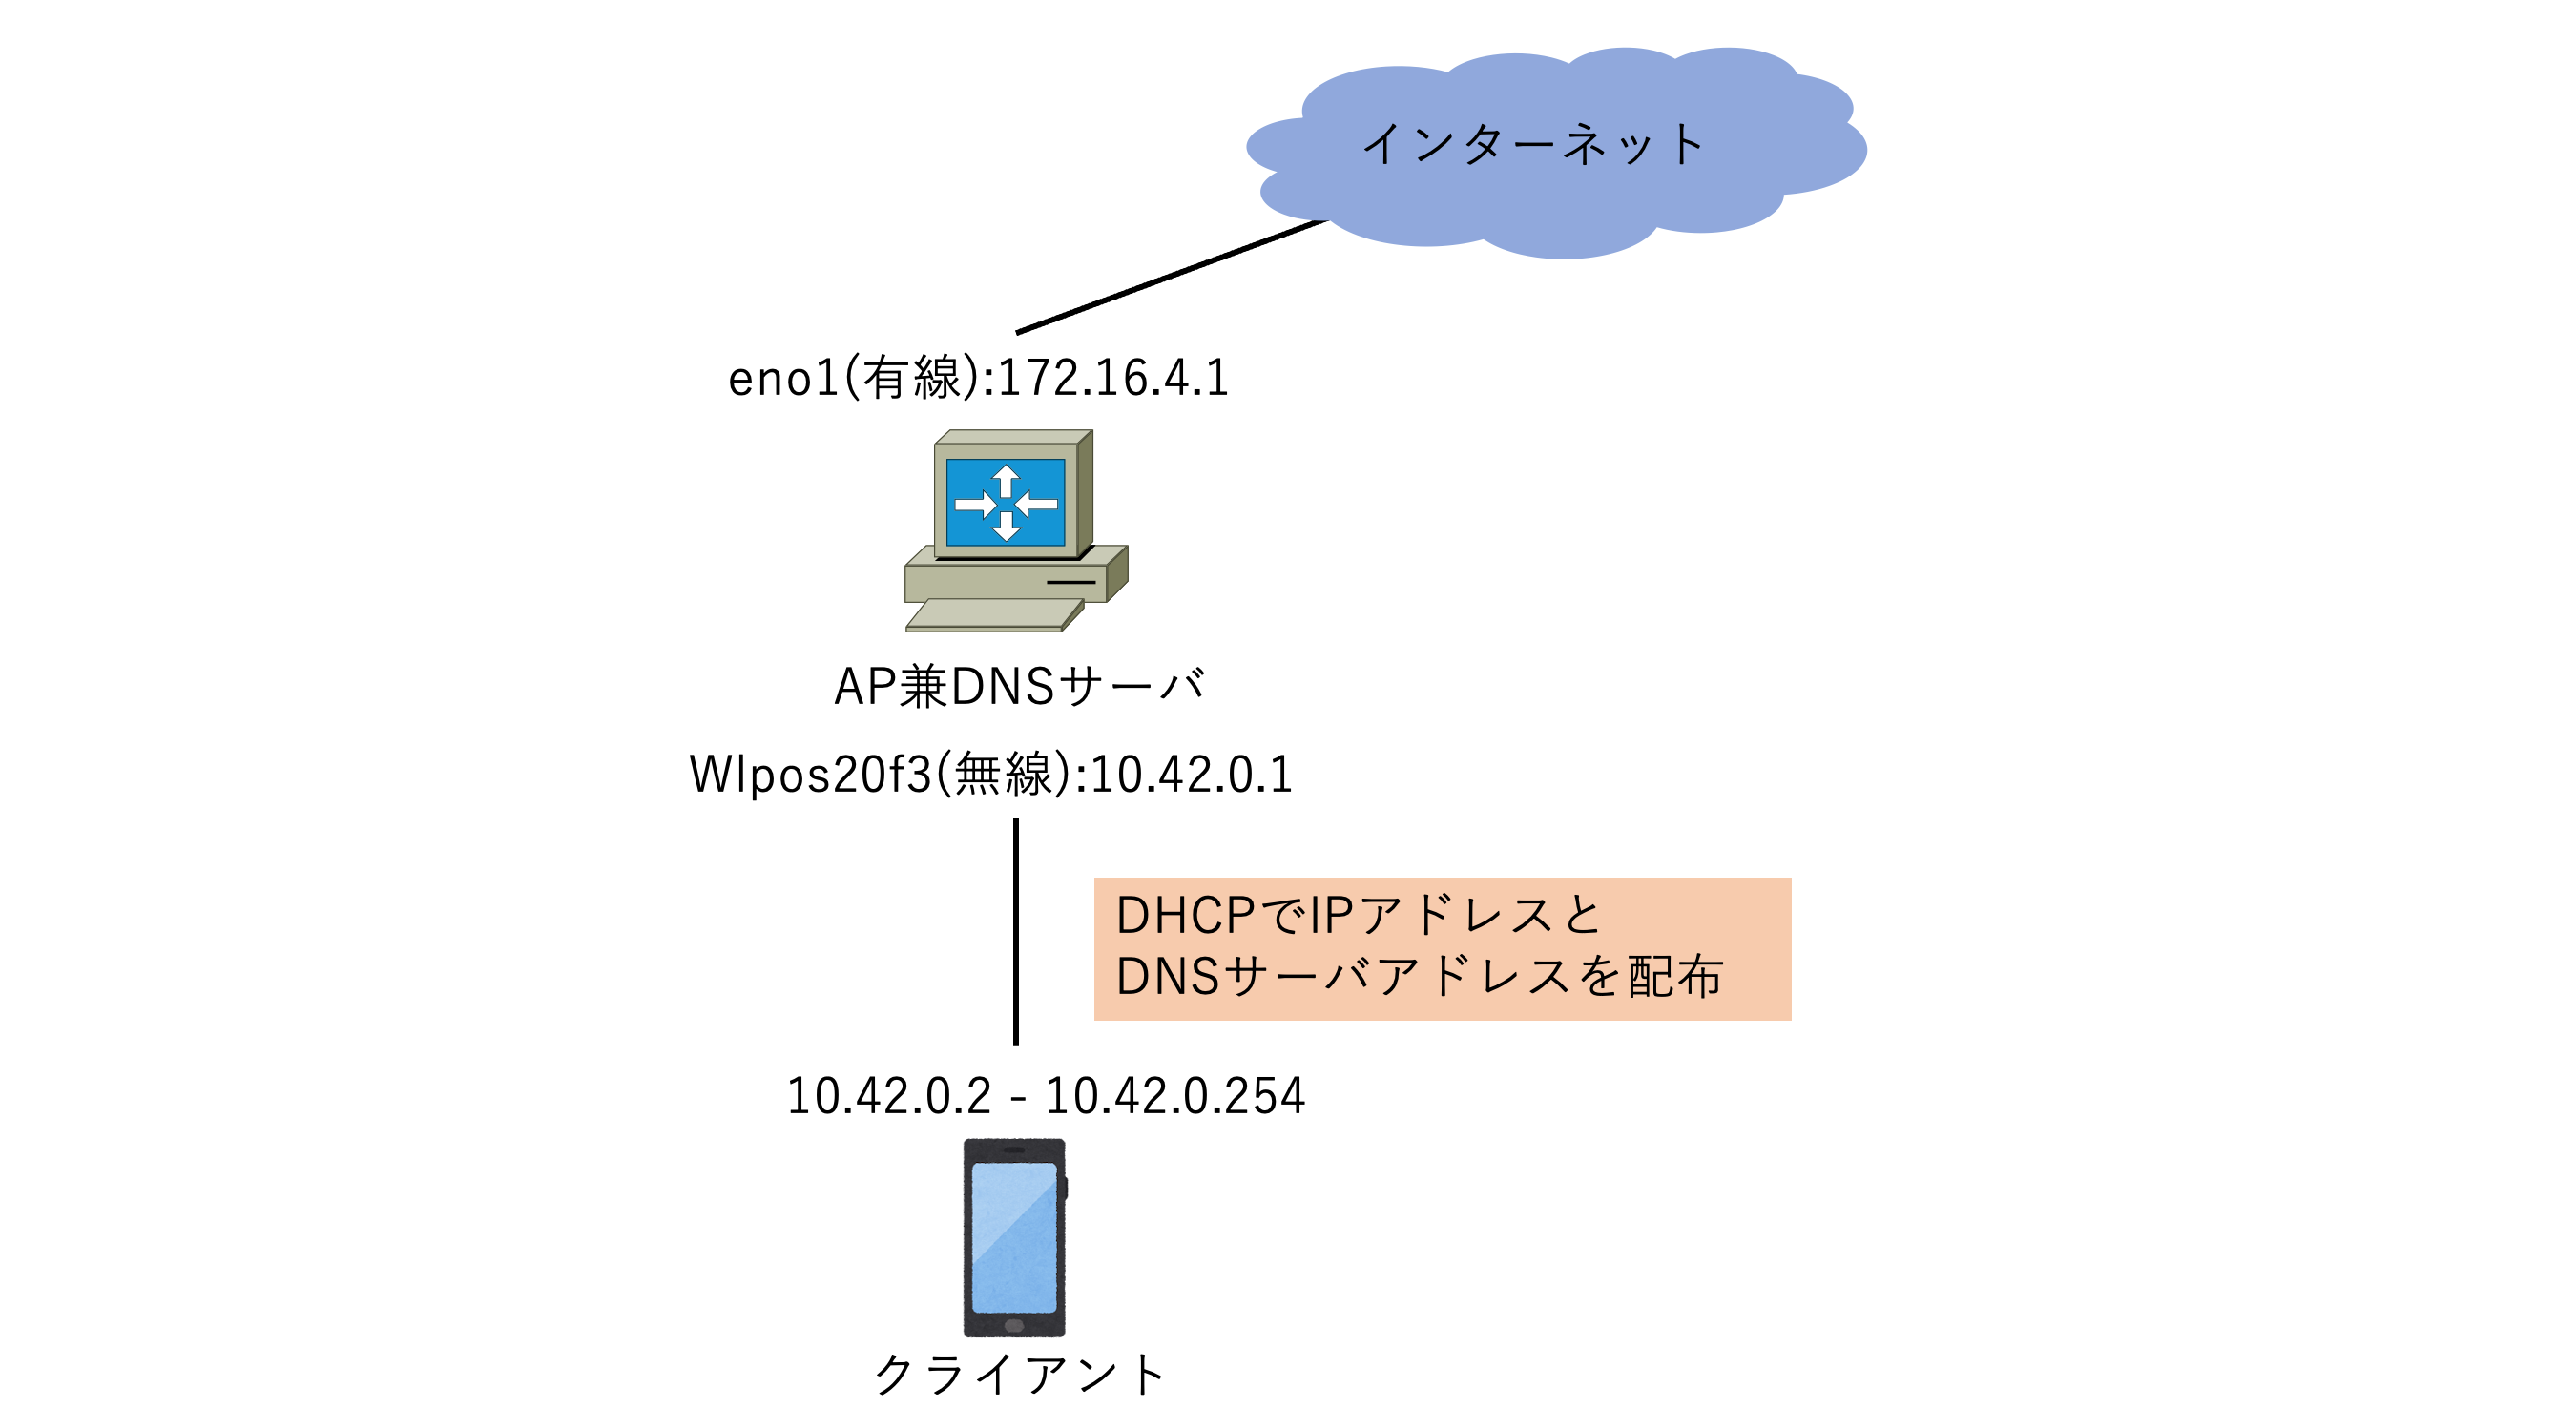 インターネット
eno1(有線):172.16.4.1
AP兼DNSサーバ
Wlpos20f3(無線):10.42.0.1
DHCPでIPアドレスと
DNSサーバアドレスを配布
10.42.0.2 - 10.42.0.254
クライアント